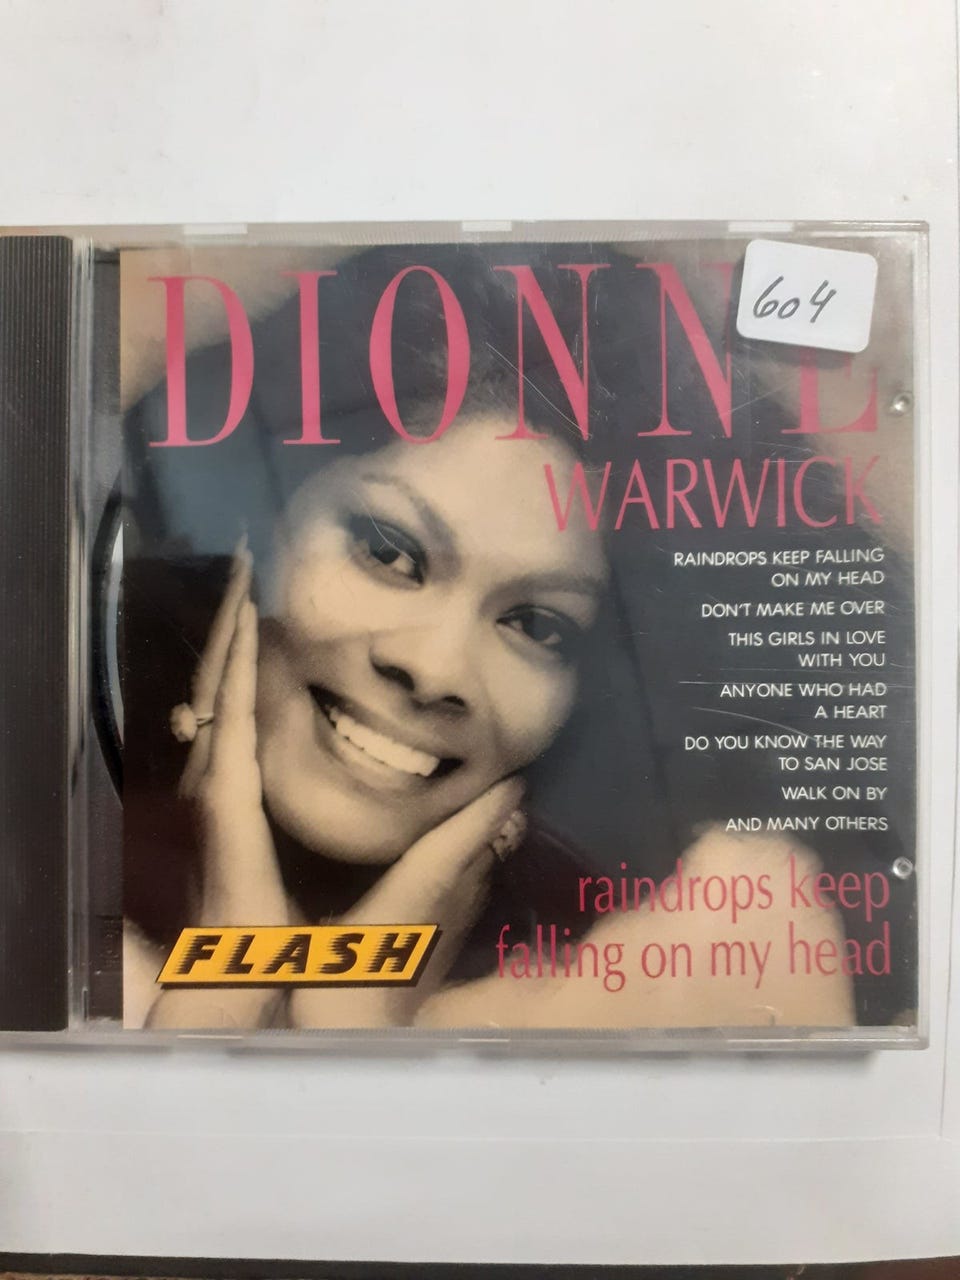 DIONNE
604
WARWICK
RAINDROPS KEEP FALLING
ON MY HEAD
DON'T MAKE ME OVER
THIS GIRLS IN LOVE
WITH YOU
ANYONE WHO HAD
A HEART
DO YOU KNOW THE WAY
TO SAN JOSE
WALK ON BY
AND MANY OTHERS
raindrops keep
falling on my head
FLASH